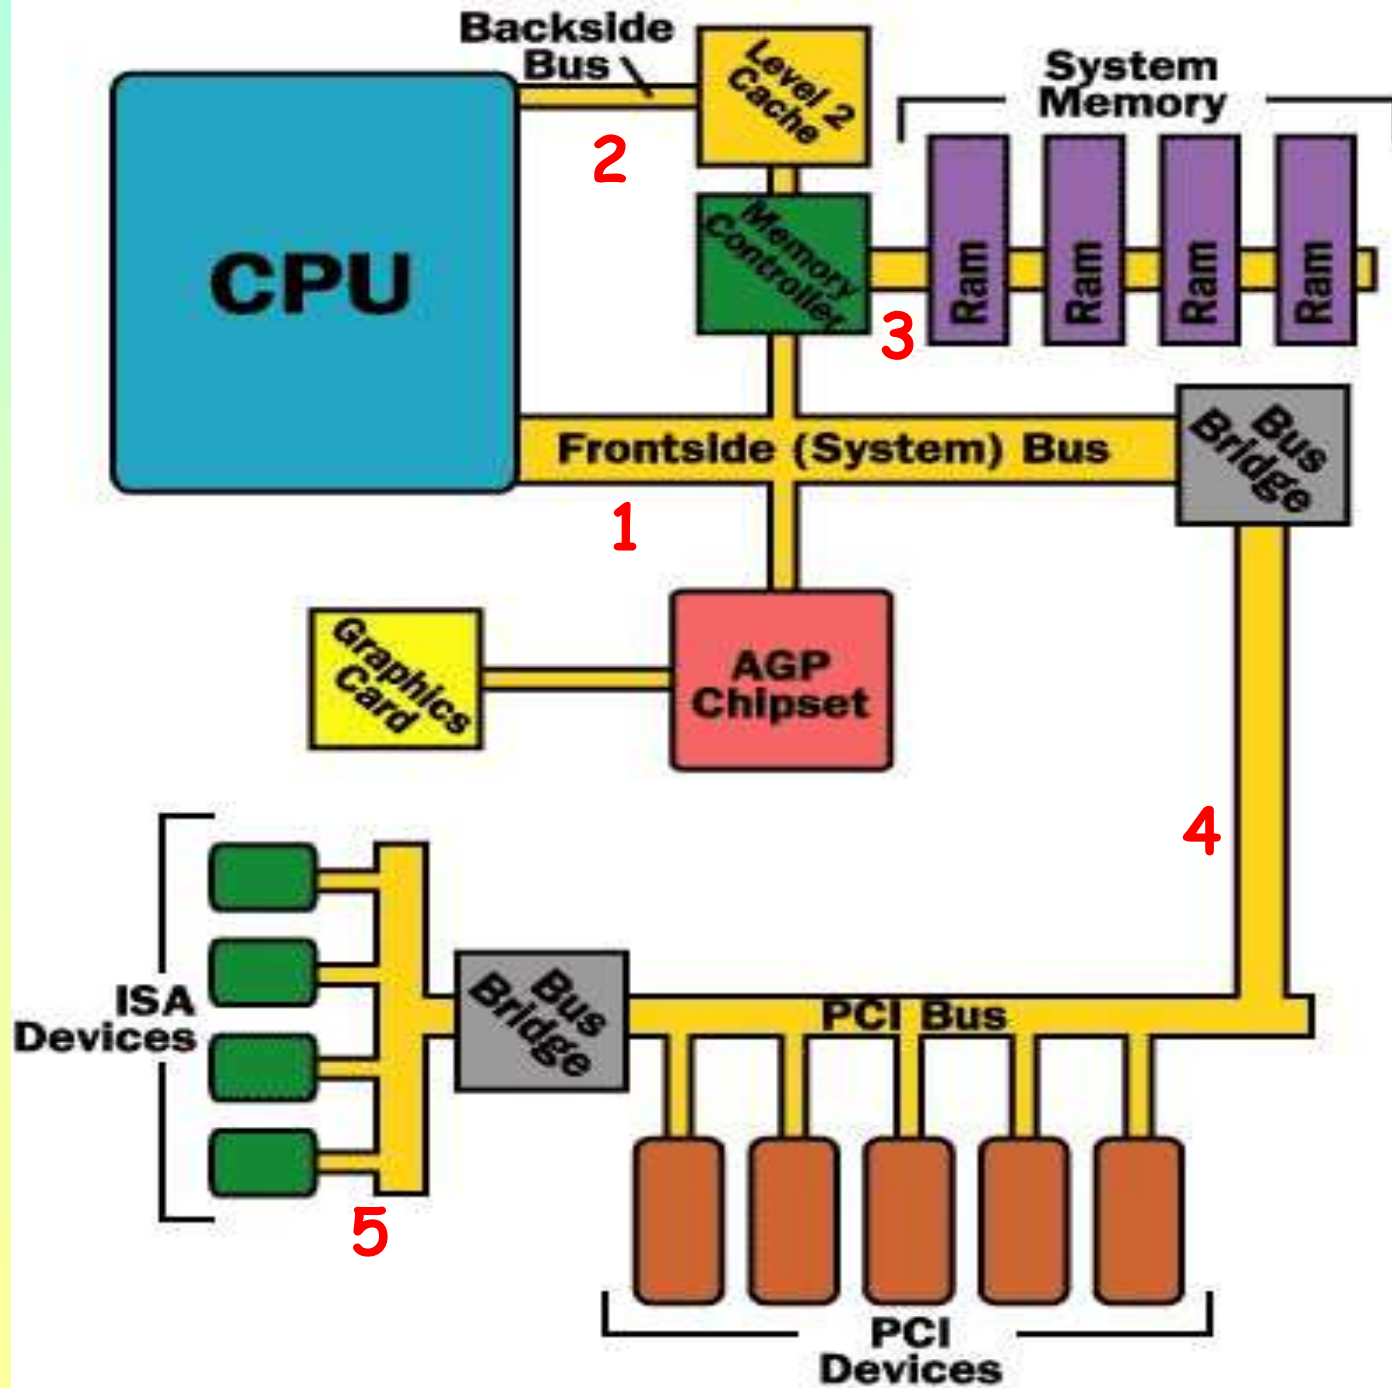 Backside
Bus
Level 2
Cache
System
Memory
2
CPU
Memory
Controller
Ram
Ram
Ram
Ram
3
Frontside (System) Bus
Bus
Bridge
1
Graphics
Card
AGP
Chipset
4
ISA
Devices
Bus
Bridge
PCI Bus
5
PCI
Devices